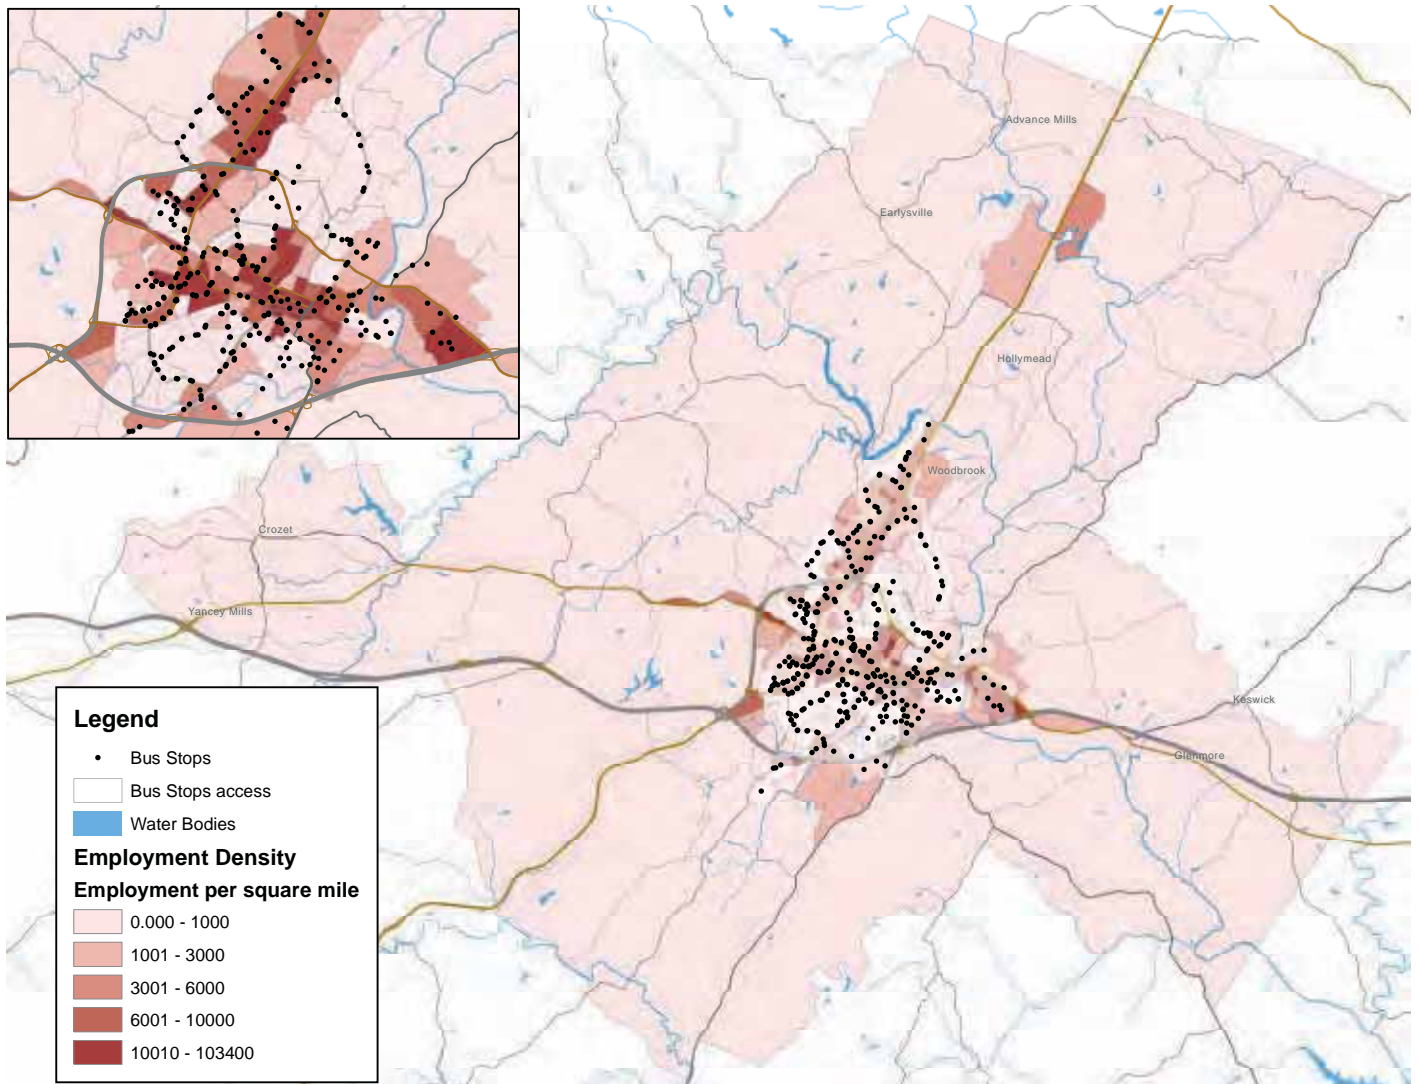 Advance Mills
Earlysville
Hollymead
Woodbrook
Crozet
Yancey Mills
Keswick
Glenmore
Legend
Bus Stops
Bus Stops access
Water Bodies
Employment Density
Employment per square mile
0.000 - 1000
1001 - 3000
3001 - 6000
6001 - 10000
10010 - 103400